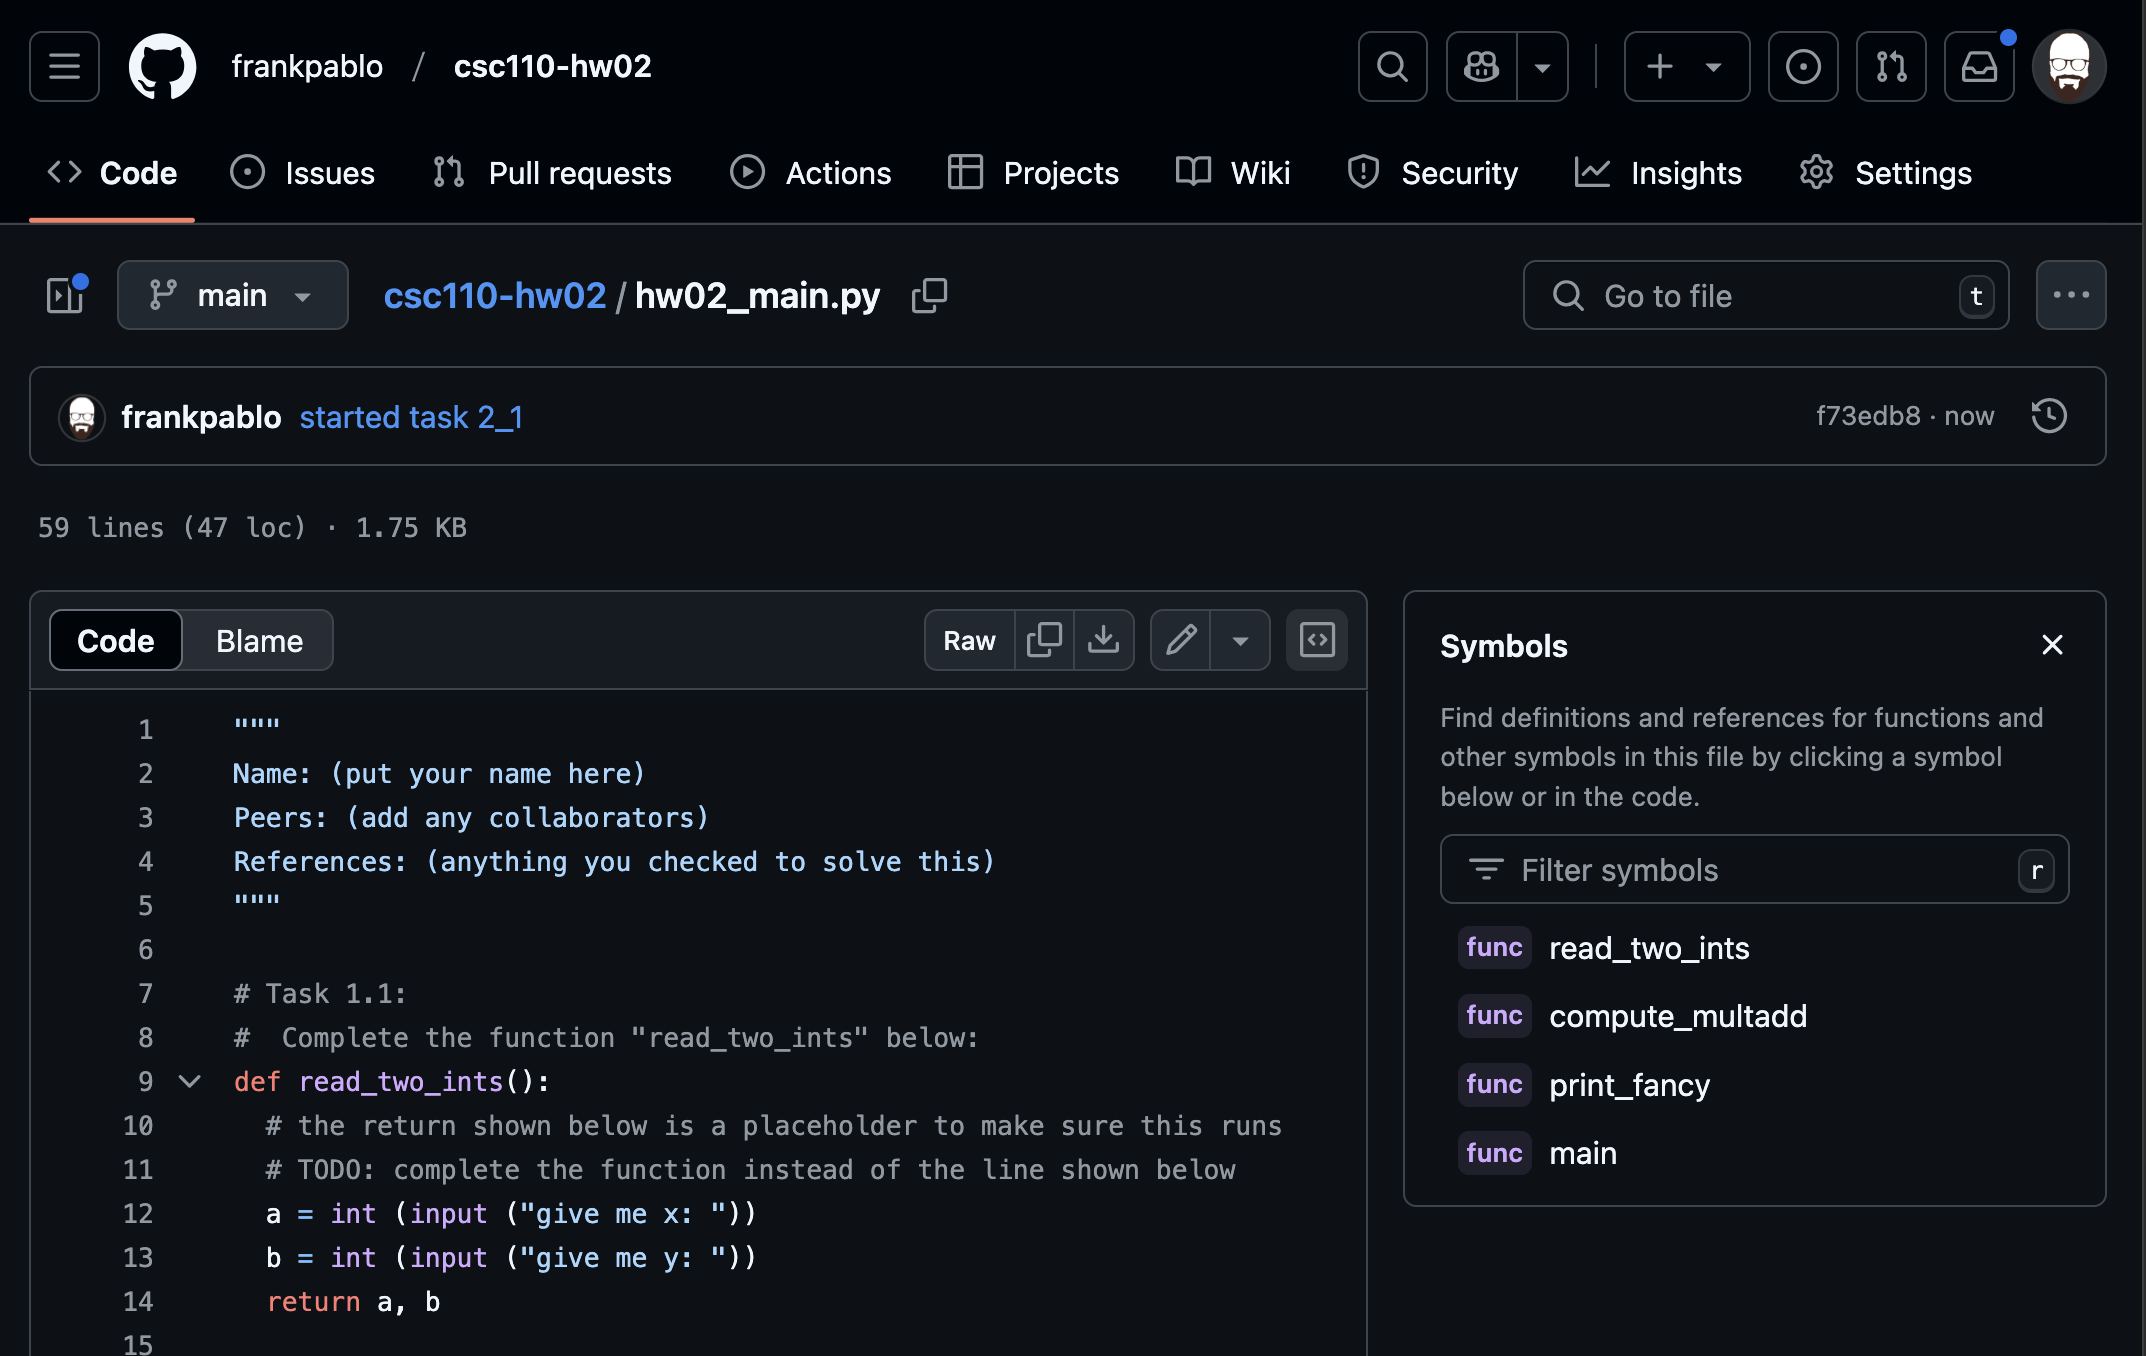 frankpablo / csc110-hw02
Code Issues Pull requests Actions Projects Wiki Security Insights Settings
main csc110-hw02 / hw02_main.py Go to file t
frankpablo started task 2_1 f73edb8 · now
59 lines (47 loc) · 1.75 KB
Code Blame Raw
1 """
2 Name: (put your name here)
3 Peers: (add any collaborators)
4 References: (anything you checked to solve this)
5 """
6
7 # Task 1.1:
8 #  Complete the function "read_two_ints" below:
9 def read_two_ints():
10   # the return shown below is a placeholder to make sure this runs
11   # TODO: complete the function instead of the line shown below
12   a = int (input ("give me x: "))
13   b = int (input ("give me y: "))
14   return a, b
15
Symbols
Find definitions and references for functions and
other symbols in this file by clicking a symbol
below or in the code.
Filter symbols r
func read_two_ints
func compute_multadd
func print_fancy
func main